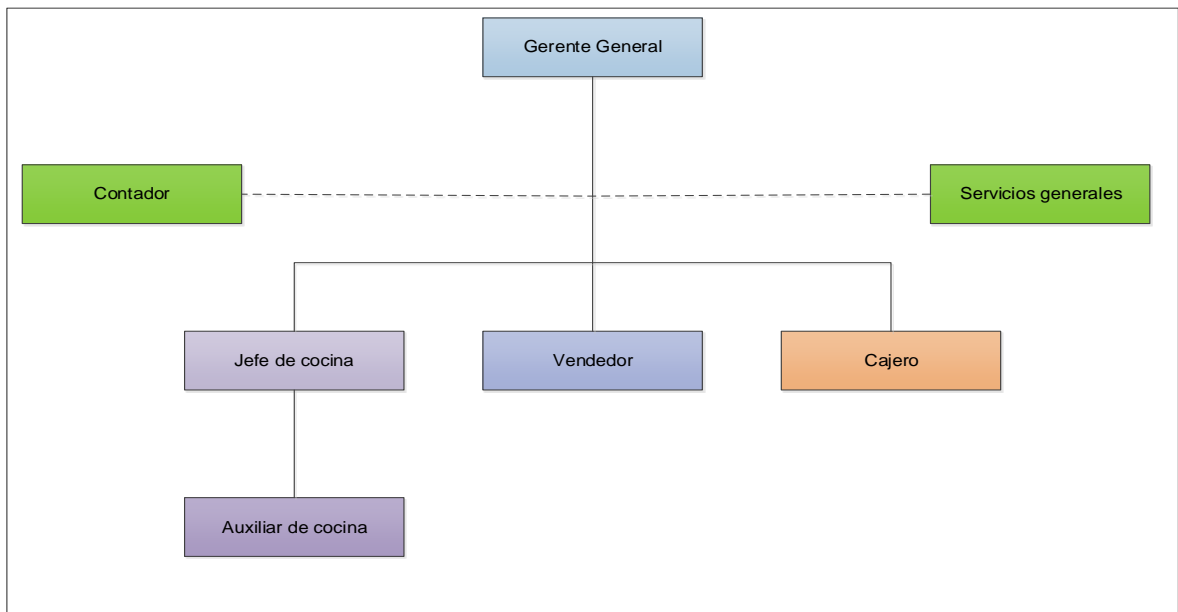 Gerente General
Contador
Servicios generales
Jefe de cocina
Vendedor
Cajero
Auxiliar de cocina